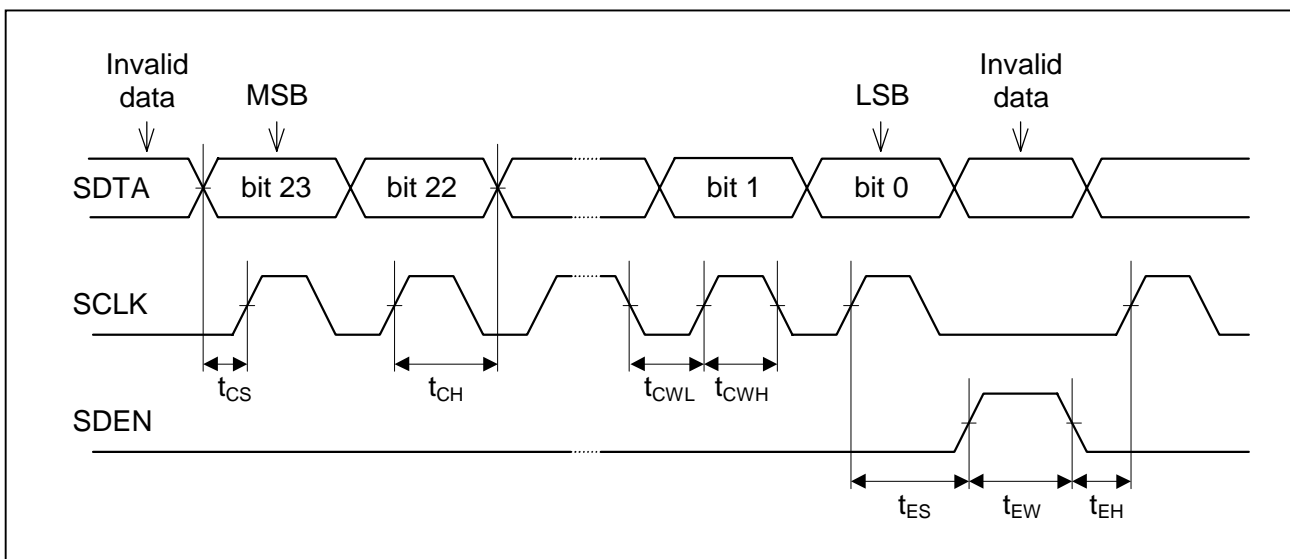 Invalid
data
MSB
LSB
Invalid
data
SDTA
bit 23
bit 22
bit 1
bit 0
SCLK
tCS
tCH
tCWL
tCWH
SDEN
tES
tEW
tEH